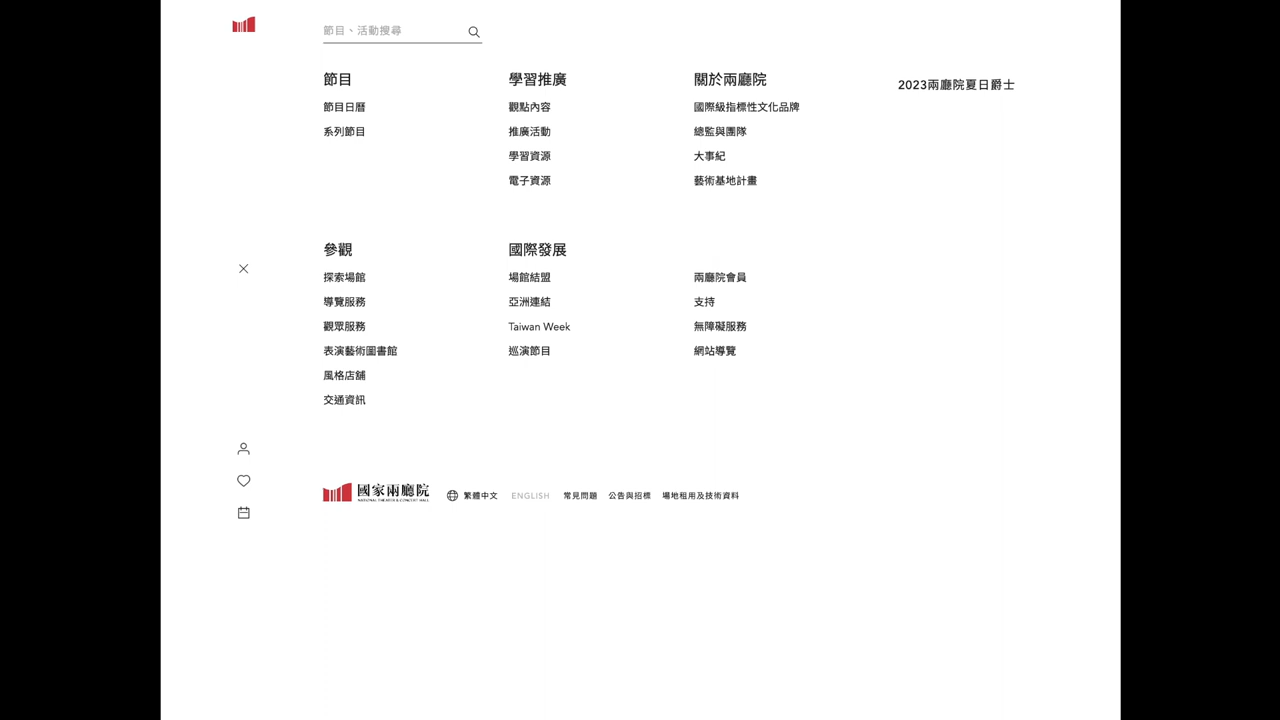 節目、活動搜尋
節目
節目日曆
系列節目
學習推廣
觀點內容
推廣活動
學習資源
電子資源
關於兩廳院
國際級指標性文化品牌
總監與團隊
大事紀
藝術基地計畫
2023兩廳院夏日爵士
參觀
探索場館
導覽服務
觀眾服務
表演藝術圖書館
風格店舖
交通資訊
國際發展
場館結盟
亞洲連結
Taiwan Week
巡演節目
兩廳院會員
支持
無障礙服務
網站導覽
國家兩廳院
NATIONAL THEATER & CONCERT HALL
繁體中文 ENGLISH 常見問題 公告與招標 場地租用及技術資料